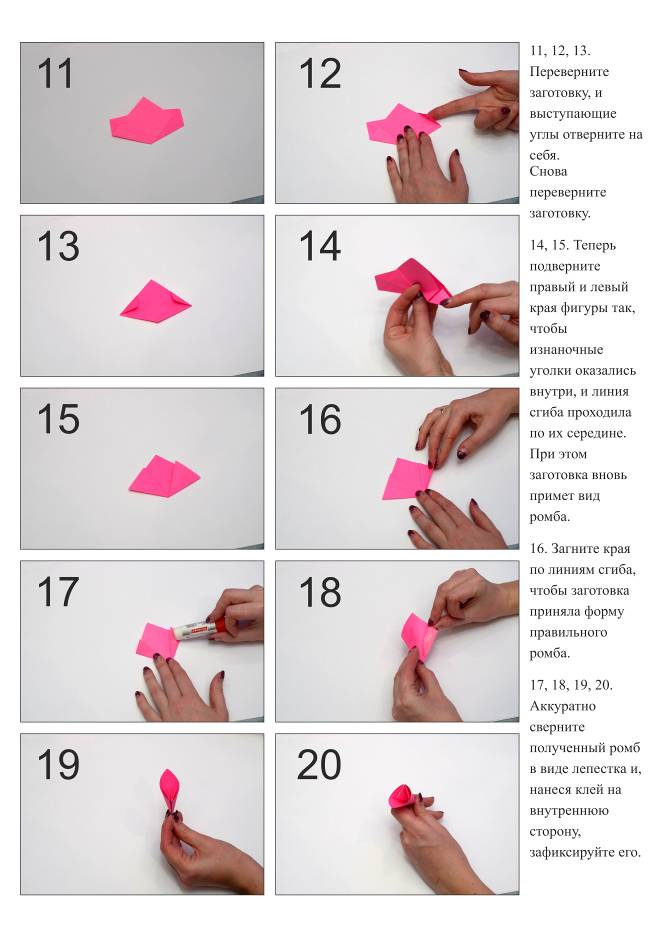 11
12
13
14
15
16
17
18
19
20
11, 12, 13.
Переверните
заготовку, и
выступающие
углы отверните на
себя.
Снова
переверните
заготовку.
14, 15. Теперь
подверните
правый и левый
края фигуры так,
чтобы
изнаночные
уголки оказались
внутри, и линия
сгиба проходила
по их середине.
При этом
заготовка вновь
примет вид
ромба.
16. Загните края
по линиям сгиба,
чтобы заготовка
приняла форму
правильного
ромба.
17, 18, 19, 20.
Аккуратно
сверните
полученный ромб
в виде лепестка и,
нанеся клей на
внутреннюю
сторону,
зафиксируйте его.